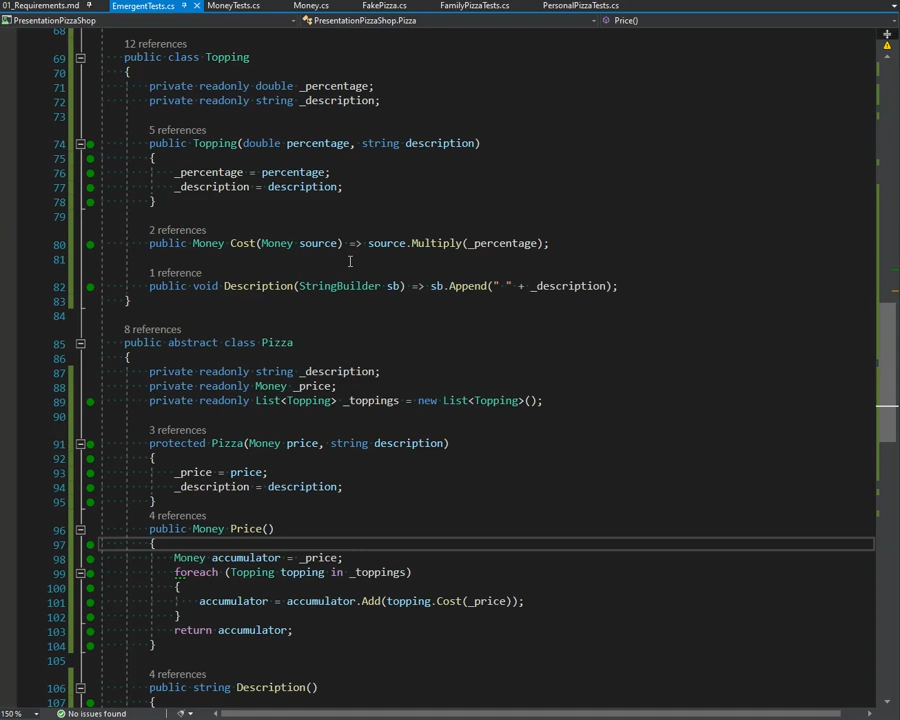 01_Requirements.md EmergentTests.cs MoneyTests.cs Money.cs FakePizza.cs FamilyPizzaTests.cs PersonalPizzaTests.cs
PresentationPizzaShop PresentationPizzaShop.Pizza Price()
68
12 references
69 public class Topping
70 {
71 private readonly double _percentage;
72 private readonly string _description;
73
5 references
74 public Topping(double percentage, string description)
75 {
76 _percentage = percentage;
77 _description = description;
78 }
79
2 references
80 public Money Cost(Money source) => source.Multiply(_percentage);
81
1 reference
82 public void Description(StringBuilder sb) => sb.Append(" " + _description);
83 }
84
8 references
85 public abstract class Pizza
86 {
87 private readonly string _description;
88 private readonly Money _price;
89 private readonly List<Topping> _toppings = new List<Topping>();
90
3 references
91 protected Pizza(Money price, string description)
92 {
93 _price = price;
94 _description = description;
95 }
4 references
96 public Money Price()
97 {
98 Money accumulator = _price;
99 foreach (Topping topping in _toppings)
100 {
101 accumulator = accumulator.Add(topping.Cost(_price));
102 }
103 return accumulator;
104 }
105
4 references
106 public string Description()
107 {
150 % No issues found